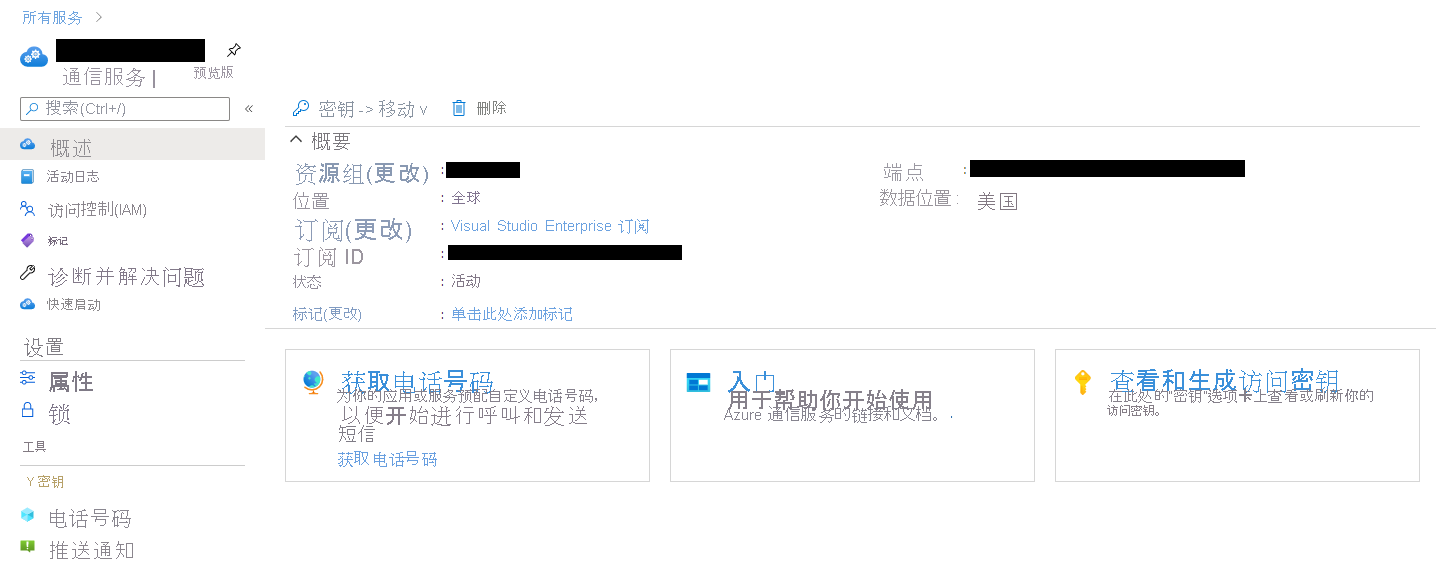 所有服务 >
通信服务 | 预览版
搜索(Ctrl+/) «
密钥 -> 移动 v 删除
概述
概要
活动日志
资源组(更改) :
端点 :
访问控制(IAM)
位置 : 全球
数据位置 : 美国
标记
订阅(更改) : Visual Studio Enterprise 订阅
订阅 ID :
诊断并解决问题
状态 : 活动
快速启动
标记(更改) : 单击此处添加标记
设置
属性
锁
工具
Y 密钥
电话号码
推送通知
获取电话号码
为你的应用或服务预配自定义电话号码，
以便开始进行呼叫和发送
短信
获取电话号码
入户
用于帮助你开始使用
Azure 通信服务的链接和文档。.
查看和生成访问密钥
在此处的"密钥"选项卡上查看或刷新你的
访问密钥。